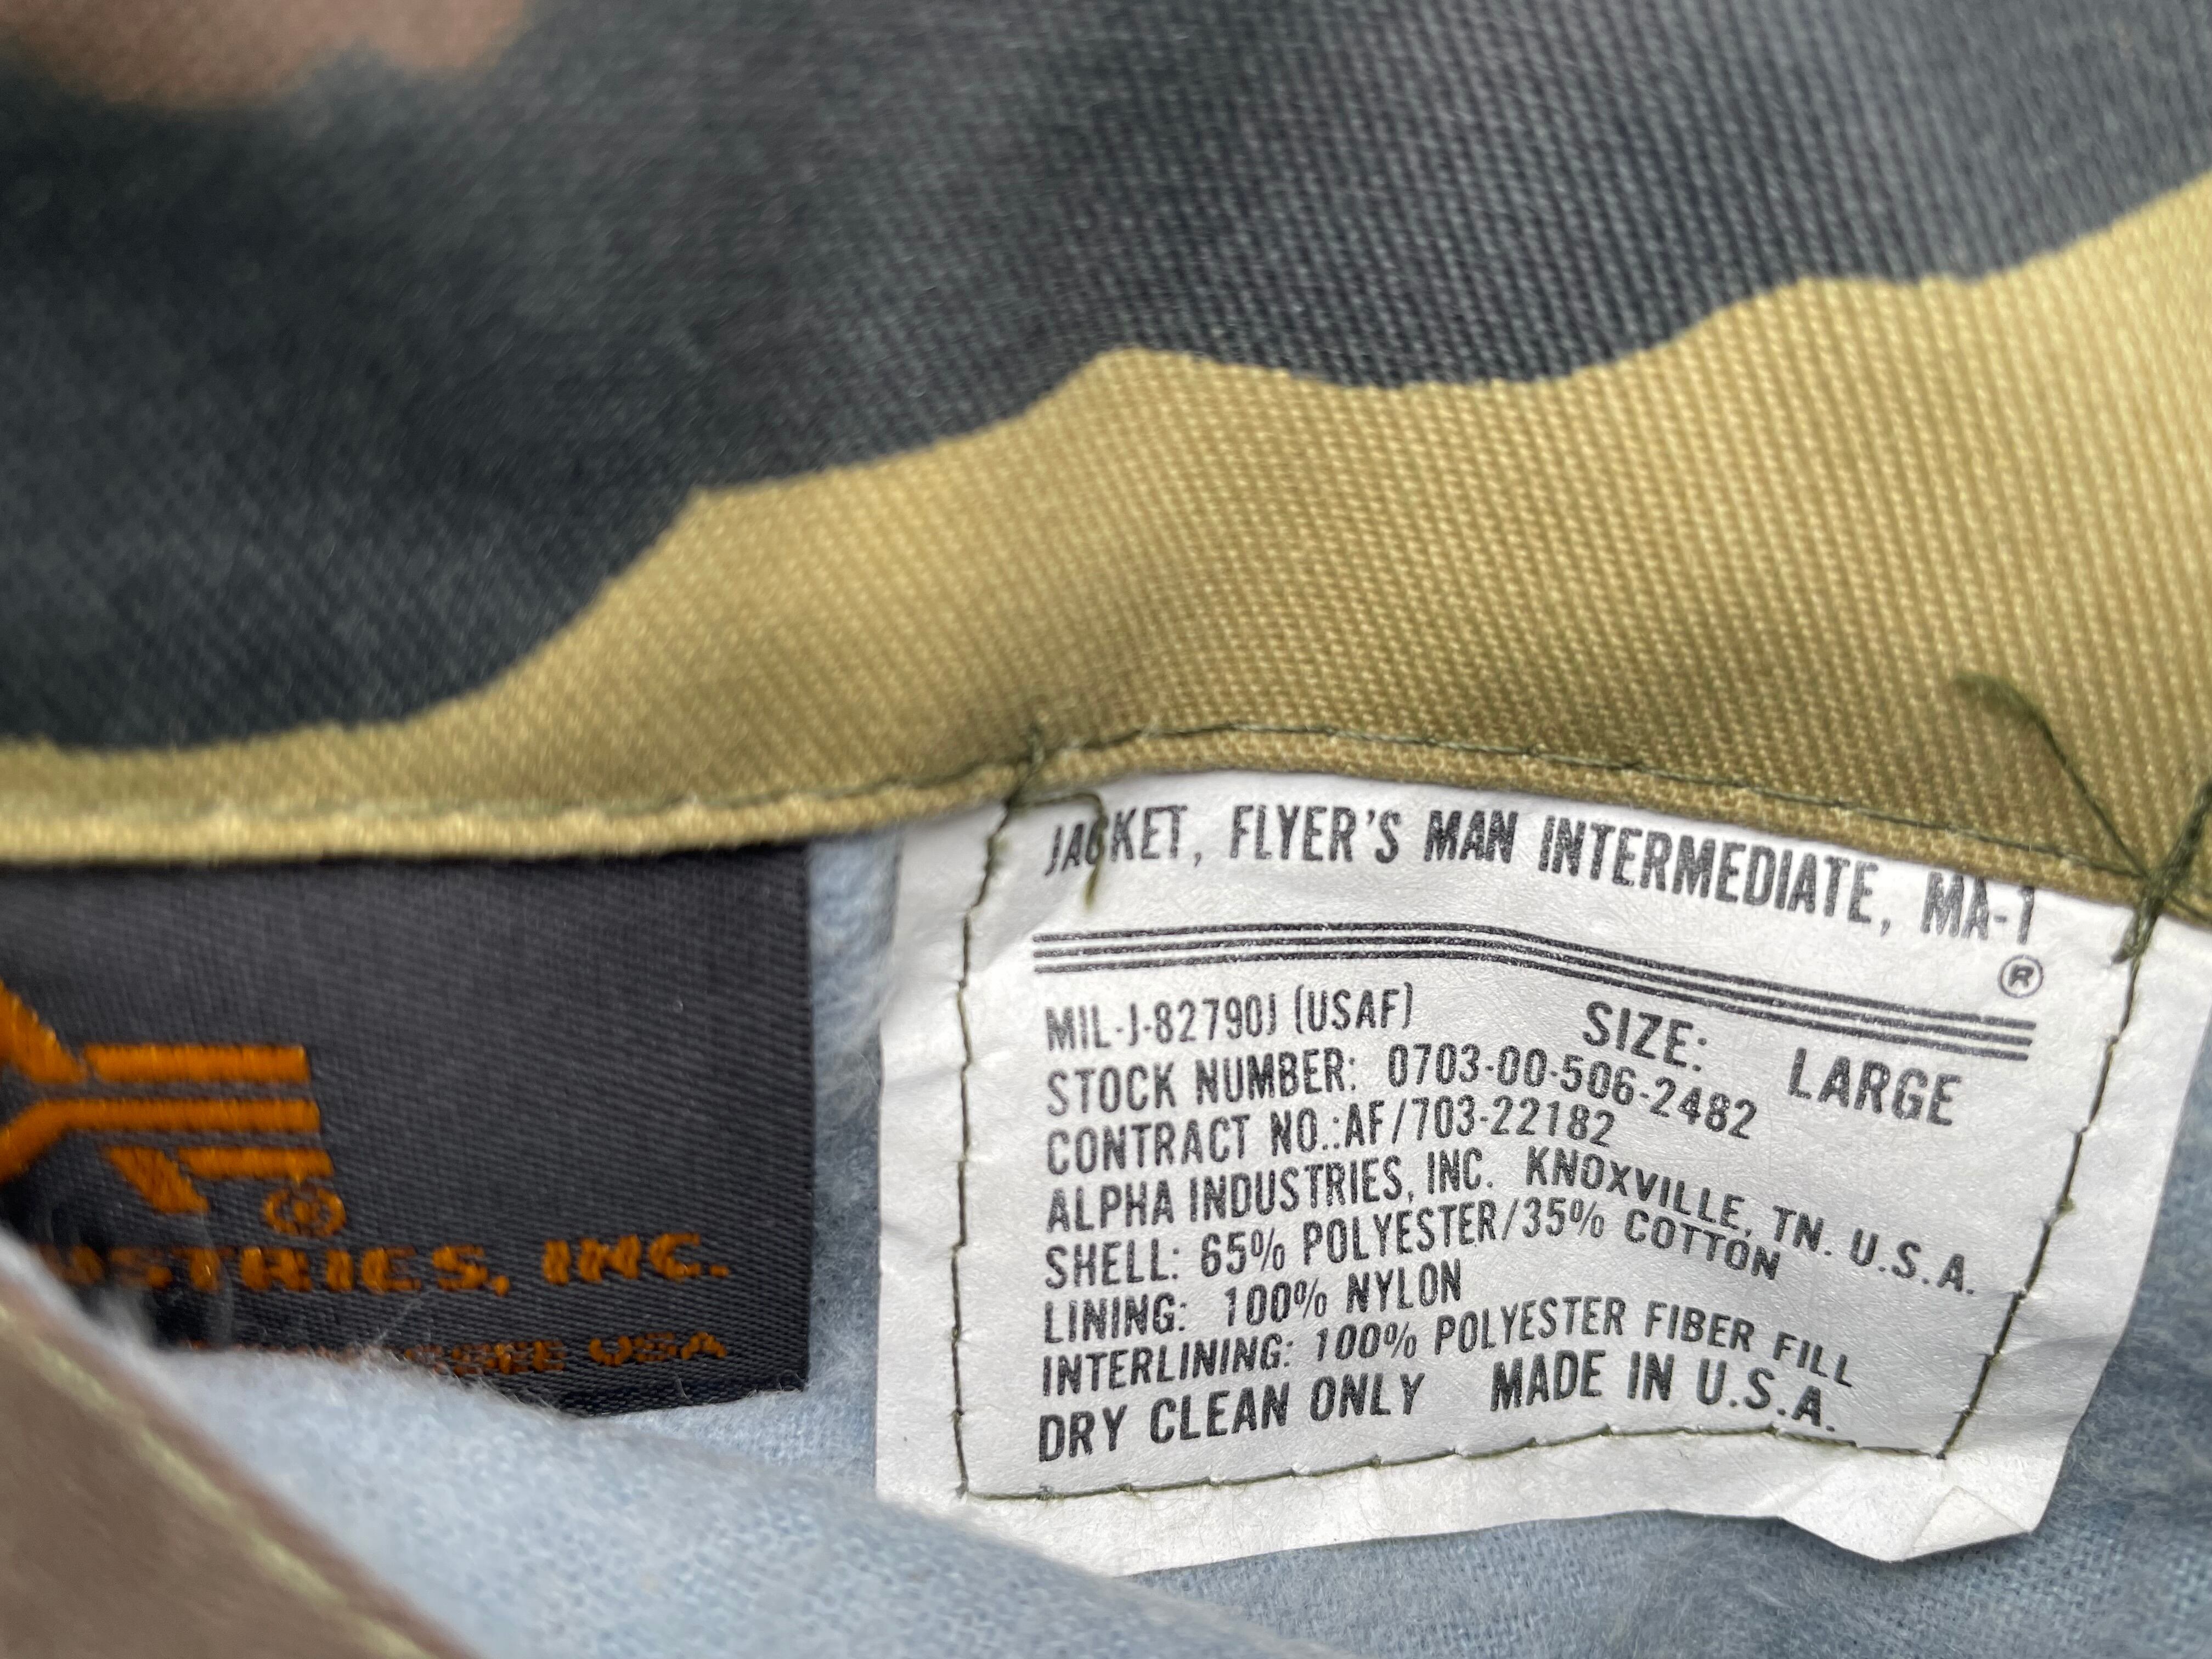 JACKET, FLYER'S MAN INTERMEDIATE, MA-1
®
MIL-J-82790J (USAF) SIZE: LARGE
STOCK NUMBER: 0703-00-506-2482
CONTRACT NO.:AF/703-22182
ALPHA INDUSTRIES, INC. KNOXVILLE, TN. U.S.A.
SHELL: 65% POLYESTER/35% COTTON
LINING: 100% NYLON
INTERLINING: 100% POLYESTER FIBER FILL
DRY CLEAN ONLY MADE IN U.S.A.
®
USTRIES, INC.
USA